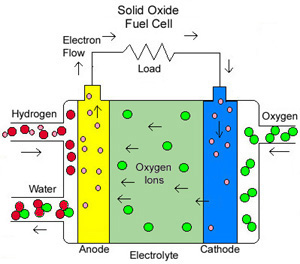 Solid Oxide
Fuel Cell
Electron
Flow
Load
Hydrogen
Oxygen
Oxygen
Ions
Water
Anode
Electrolyte
Cathode